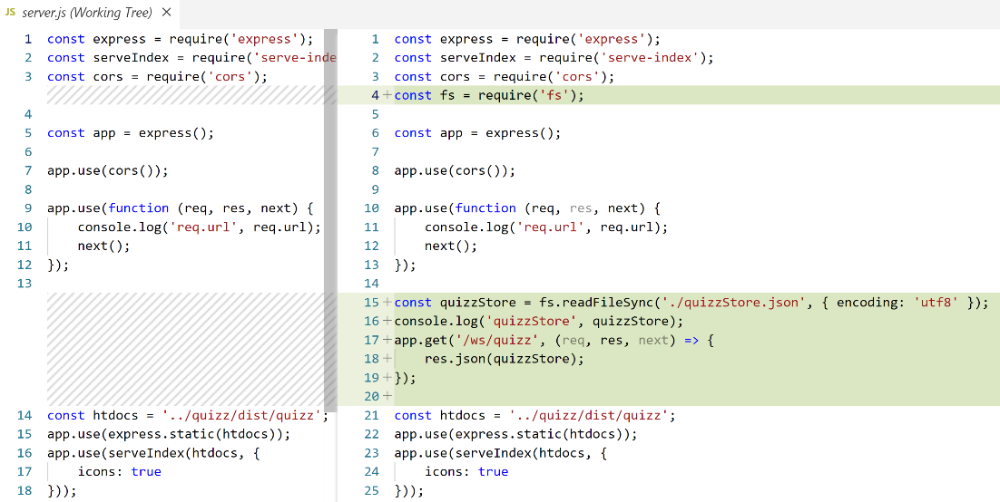 JS server.js (Working Tree) ×
1 const express = require('express');
2 const serveIndex = require('serve-inde
3 const cors = require('cors');
4
5 const app = express();
6
7 app.use(cors());
8
9 app.use(function (req, res, next) {
10 console.log('req.url', req.url);
11 next();
12 });
13
14 const htdocs = '../quizz/dist/quizz';
15 app.use(express.static(htdocs));
16 app.use(serveIndex(htdocs, {
17 icons: true
18 }));
1 const express = require('express');
2 const serveIndex = require('serve-index');
3 const cors = require('cors');
4+const fs = require('fs');
5
6 const app = express();
7
8 app.use(cors());
9
10 app.use(function (req, res, next) {
11 console.log('req.url', req.url);
12 next();
13 });
14
15+const quizzStore = fs.readFileSync('./quizzStore.json', { encoding: 'utf8' });
16+console.log('quizzStore', quizzStore);
17+app.get('/ws/quizz', (req, res, next) => {
18+ res.json(quizzStore);
19+});
20+
21 const htdocs = '../quizz/dist/quizz';
22 app.use(express.static(htdocs));
23 app.use(serveIndex(htdocs, {
24 icons: true
25 }));